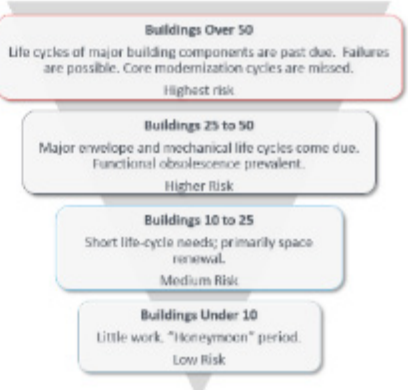 Buildings Over 50
Life cycles of major building components are past due. Failures
are possible. Core modernization cycles are missed.
Highest risk
Buildings 25 to 50
Major envelope and mechanical life cycles come due.
Functional obsolescence prevalent.
Higher Risk
Buildings 10 to 25
Short life-cycle needs; primarily space
renewal.
Medium Risk
Buildings Under 10
Little work, "Honeymoon" period.
Low Risk